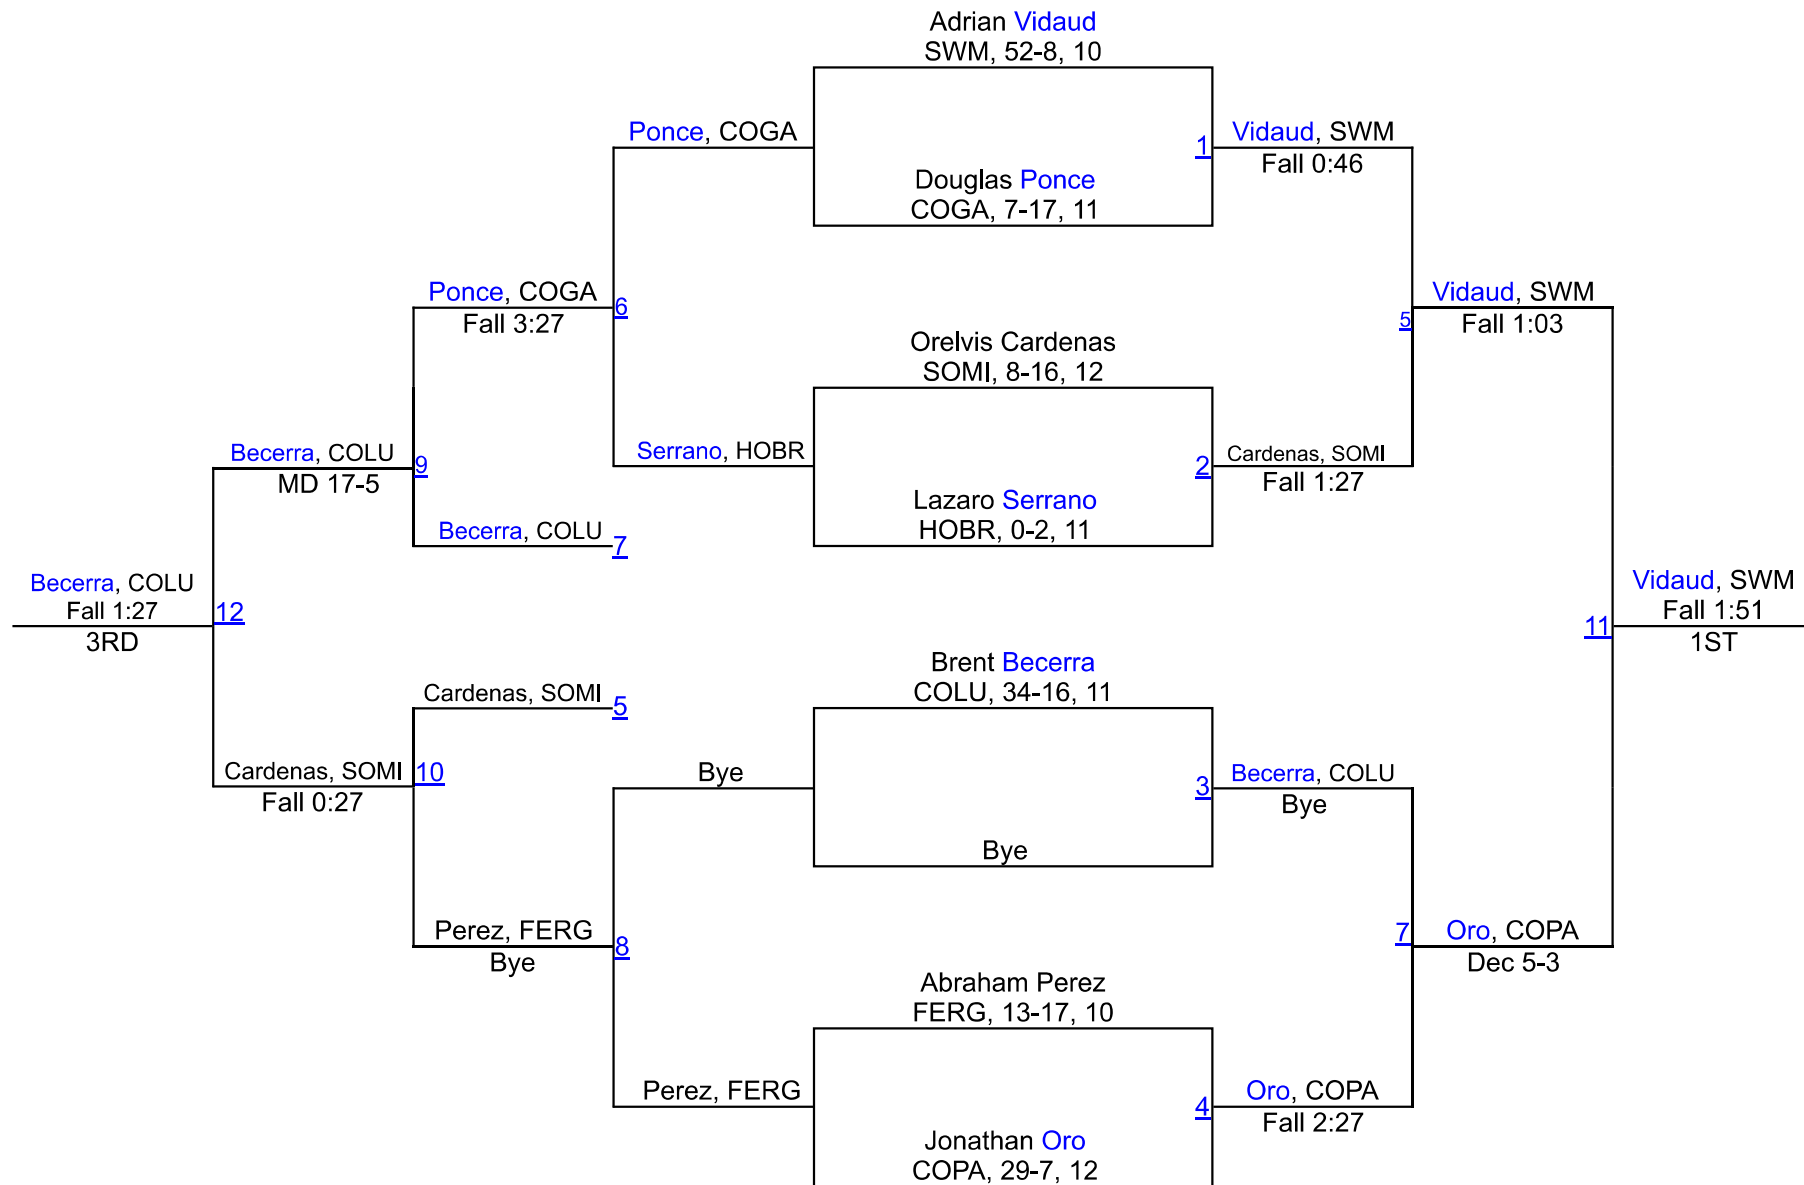 Adrian Vidaud
SWM, 52-8, 10
Ponce, COGA
1
Vidaud, SWM
Fall 0:46
Douglas Ponce
COGA, 7-17, 11
Ponce, COGA
Fall 3:27
6
5
Vidaud, SWM
Fall 1:03
Orelvis Cardenas
SOMI, 8-16, 12
Becerra, COLU
MD 17-5
9
Serrano, HOBR
2
Cardenas, SOMI
Fall 1:27
Lazaro Serrano
HOBR, 0-2, 11
Becerra, COLU
7
Becerra, COLU
Fall 1:27
3RD
12
11
Vidaud, SWM
Fall 1:51
1ST
Brent Becerra
COLU, 34-16, 11
Cardenas, SOMI
5
Cardenas, SOMI
Fall 0:27
10
Bye
3
Becerra, COLU
Bye
Bye
Perez, FERG
Bye
8
7
Oro, COPA
Dec 5-3
Abraham Perez
FERG, 13-17, 10
Perez, FERG
4
Oro, COPA
Fall 2:27
Jonathan Oro
COPA, 29-7, 12